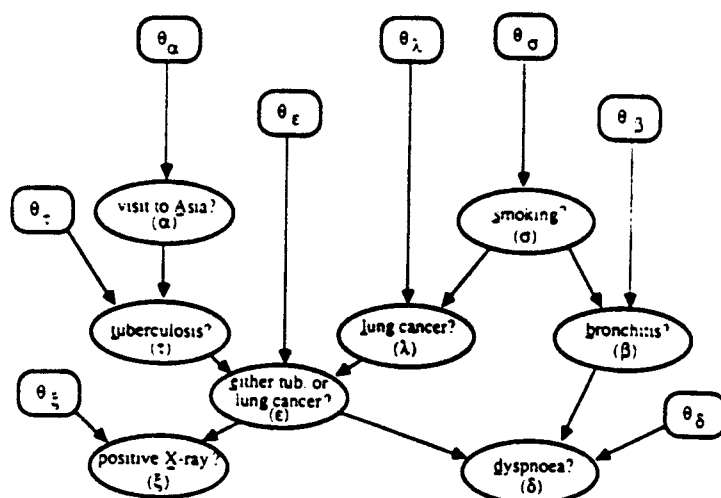 θα
θλ
θσ
θε
θβ
θτ
visit to Asia?
(α)
smoking?
(σ)
tuberculosis?
(τ)
lung cancer?
(λ)
bronchitis?
(β)
either tub. or
lung cancer?
(ε)
θξ
θδ
positive X-ray?
(ξ)
dyspnoea?
(δ)